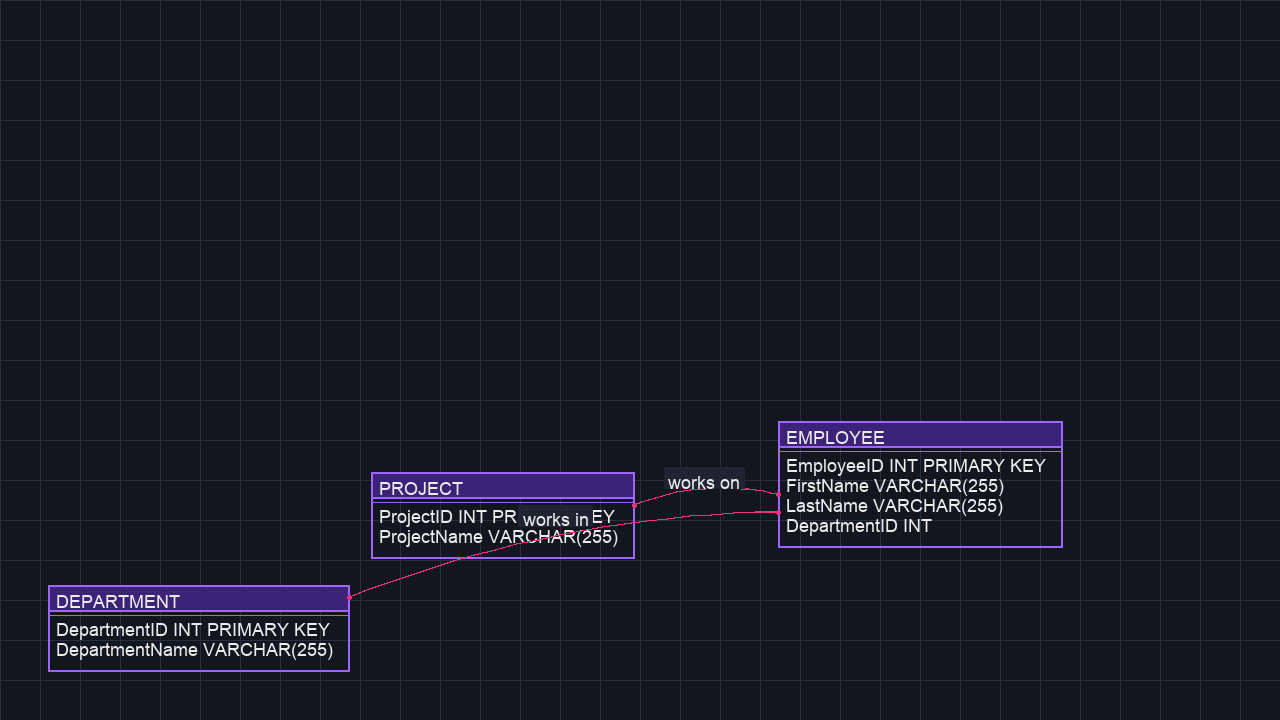 EMPLOYEE
EmployeeID INT PRIMARY KEY
FirstName VARCHAR(255)
LastName VARCHAR(255)
DepartmentID INT
works on
PROJECT
ProjectID INT PR
EY
works in
ProjectName VARCHAR(255)
DEPARTMENT
DepartmentID INT PRIMARY KEY
DepartmentName VARCHAR(255)